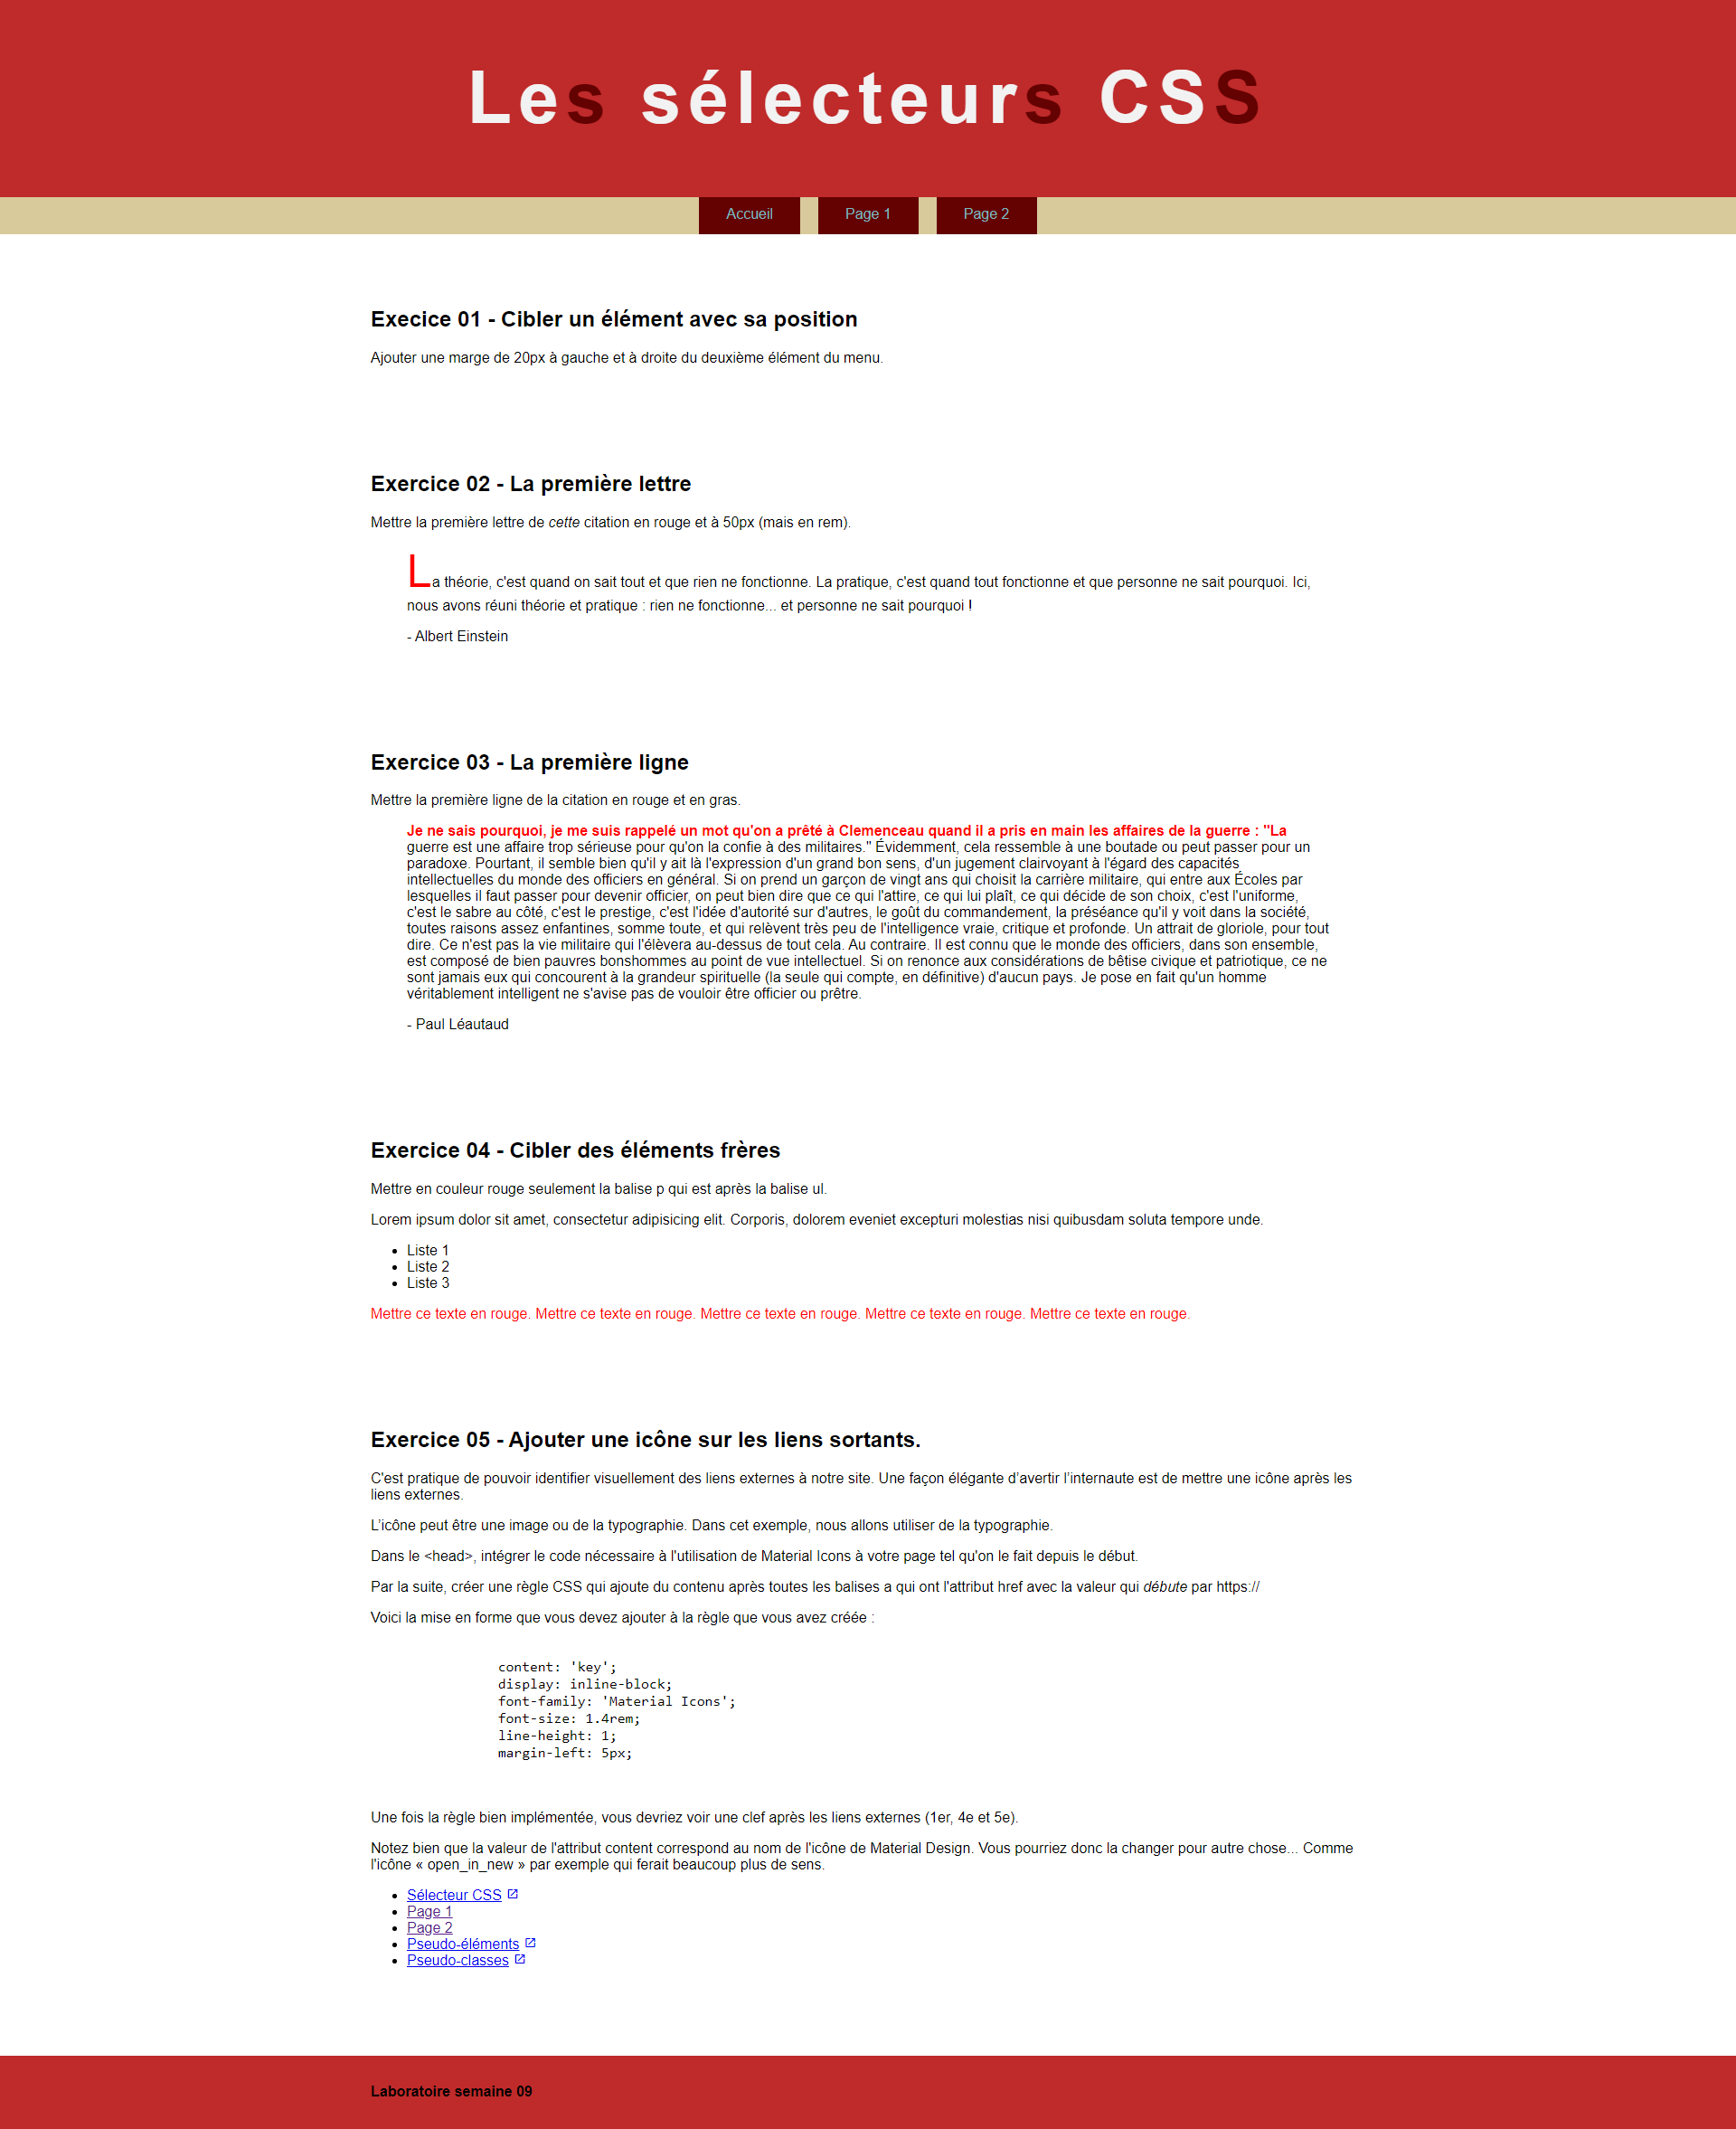 Les sélecteurs CSS
Accueil Page 1 Page 2
Execice 01 - Cibler un élément avec sa position
Ajouter une marge de 20px à gauche et à droite du deuxième élément du menu.
Exercice 02 - La première lettre
Mettre la première lettre de cette citation en rouge et à 50px (mais en rem).
La théorie, c'est quand on sait tout et que rien ne fonctionne. La pratique, c'est quand tout fonctionne et que personne ne sait pourquoi. Ici,
nous avons réuni théorie et pratique : rien ne fonctionne... et personne ne sait pourquoi !
- Albert Einstein
Exercice 03 - La première ligne
Mettre la première ligne de la citation en rouge et en gras.
Je ne sais pourquoi, je me suis rappelé un mot qu'on a prêté à Clemenceau quand il a pris en main les affaires de la guerre : "La
guerre est une affaire trop sérieuse pour qu'on la confie à des militaires." Évidemment, cela ressemble à une boutade ou peut passer pour un
paradoxe. Pourtant, il semble bien qu'il y ait là l'expression d'un grand bon sens, d'un jugement clairvoyant à l'égard des capacités
intellectuelles du monde des officiers en général. Si on prend un garçon de vingt ans qui choisit la carrière militaire, qui entre aux Écoles par
lesquelles il faut passer pour devenir officier, on peut bien dire que ce qui l'attire, ce qui lui plaît, ce qui décide de son choix, c'est l'uniforme,
c'est le sabre au côté, c'est le prestige, c'est l'idée d'autorité sur d'autres, le goût du commandement, la préséance qu'il y voit dans la société,
toutes raisons assez enfantines, somme toute, et qui relèvent très peu de l'intelligence vraie, critique et profonde. Un attrait de gloriole, pour tout
dire. Ce n'est pas la vie militaire qui l'élèvera au-dessus de tout cela. Au contraire. Il est connu que le monde des officiers, dans son ensemble,
est composé de bien pauvres bonshommes au point de vue intellectuel. Si on renonce aux considérations de bêtise civique et patriotique, ce ne
sont jamais eux qui concourent à la grandeur spirituelle (la seule qui compte, en définitive) d'aucun pays. Je pose en fait qu'un homme
véritablement intelligent ne s'avise pas de vouloir être officier ou prêtre.
- Paul Léautaud
Exercice 04 - Cibler des éléments frères
Mettre en couleur rouge seulement la balise p qui est après la balise ul.
Lorem ipsum dolor sit amet, consectetur adipisicing elit. Corporis, dolorem eveniet excepturi molestias nisi quibusdam soluta tempore unde.
• Liste 1
• Liste 2
• Liste 3
Mettre ce texte en rouge. Mettre ce texte en rouge. Mettre ce texte en rouge. Mettre ce texte en rouge. Mettre ce texte en rouge.
Exercice 05 - Ajouter une icône sur les liens sortants.
C'est pratique de pouvoir identifier visuellement des liens externes à notre site. Une façon élégante d’avertir l’internaute est de mettre une icône après les
liens externes.
L’icône peut être une image ou de la typographie. Dans cet exemple, nous allons utiliser de la typographie.
Dans le <head>, intégrer le code nécessaire à l'utilisation de Material Icons à votre page tel qu'on le fait depuis le début.
Par la suite, créer une règle CSS qui ajoute du contenu après toutes les balises a qui ont l'attribut href avec la valeur qui débute par https://
Voici la mise en forme que vous devez ajouter à la règle que vous avez créée :
content: 'key';
display: inline-block;
font-family: 'Material Icons';
font-size: 1.4rem;
line-height: 1;
margin-left: 5px;
Une fois la règle bien implémentée, vous devriez voir une clef après les liens externes (1er, 4e et 5e).
Notez bien que la valeur de l'attribut content correspond au nom de l'icône de Material Design. Vous pourriez donc la changer pour autre chose... Comme
l'icône « open_in_new » par exemple qui ferait beaucoup plus de sens.
• Sélecteur CSS
• Page 1
• Page 2
• Pseudo-éléments
• Pseudo-classes
Laboratoire semaine 09